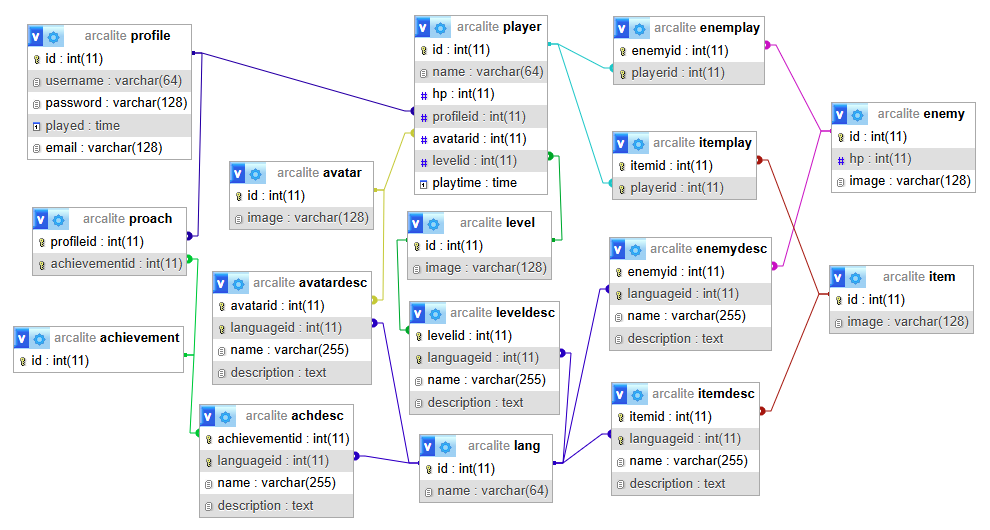 arcalite profile
id : int(11)
username : varchar(64)
password : varchar(128)
played : time
email : varchar(128)
arcalite proach
profileid : int(11)
achievementid : int(11)
arcalite achievement
id : int(11)
arcalite avatar
id : int(11)
image : varchar(128)
arcalite avatardesc
avatarid : int(11)
languageid : int(11)
name : varchar(255)
description : text
arcalite achdesc
achievementid : int(11)
languageid : int(11)
name : varchar(255)
description : text
arcalite player
id : int(11)
name : varchar(64)
hp : int(11)
profileid : int(11)
avatarid : int(11)
levelid : int(11)
playtime : time
arcalite level
id : int(11)
image : varchar(128)
arcalite leveldesc
levelid : int(11)
languageid : int(11)
name : varchar(255)
description : text
arcalite lang
id : int(11)
name : varchar(64)
arcalite enemplay
enemyid : int(11)
playerid : int(11)
arcalite itemplay
itemid : int(11)
playerid : int(11)
arcalite enemydesc
enemyid : int(11)
languageid : int(11)
name : varchar(255)
description : text
arcalite itemdesc
itemid : int(11)
languageid : int(11)
name : varchar(255)
description : text
arcalite enemy
id : int(11)
hp : int(11)
image : varchar(128)
arcalite item
id : int(11)
image : varchar(128)